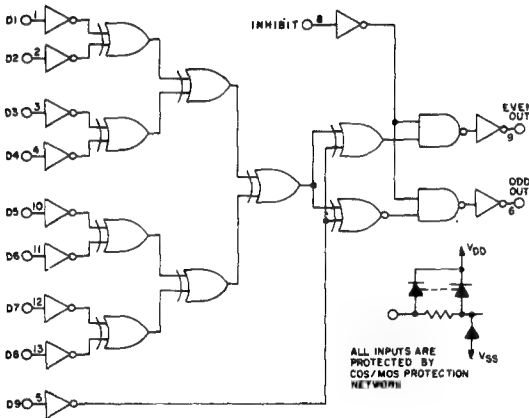 D1 1
D2 2
D3 3
D4 4
D5 10
D6 11
D7 12
D8 13
D9 5
INHIBIT 8
EVEN
OUT
9
ODD
OUT
6
VDD
VSS
ALL INPUTS ARE
PROTECTED BY
COS/MOS PROTECTION
NETWORK